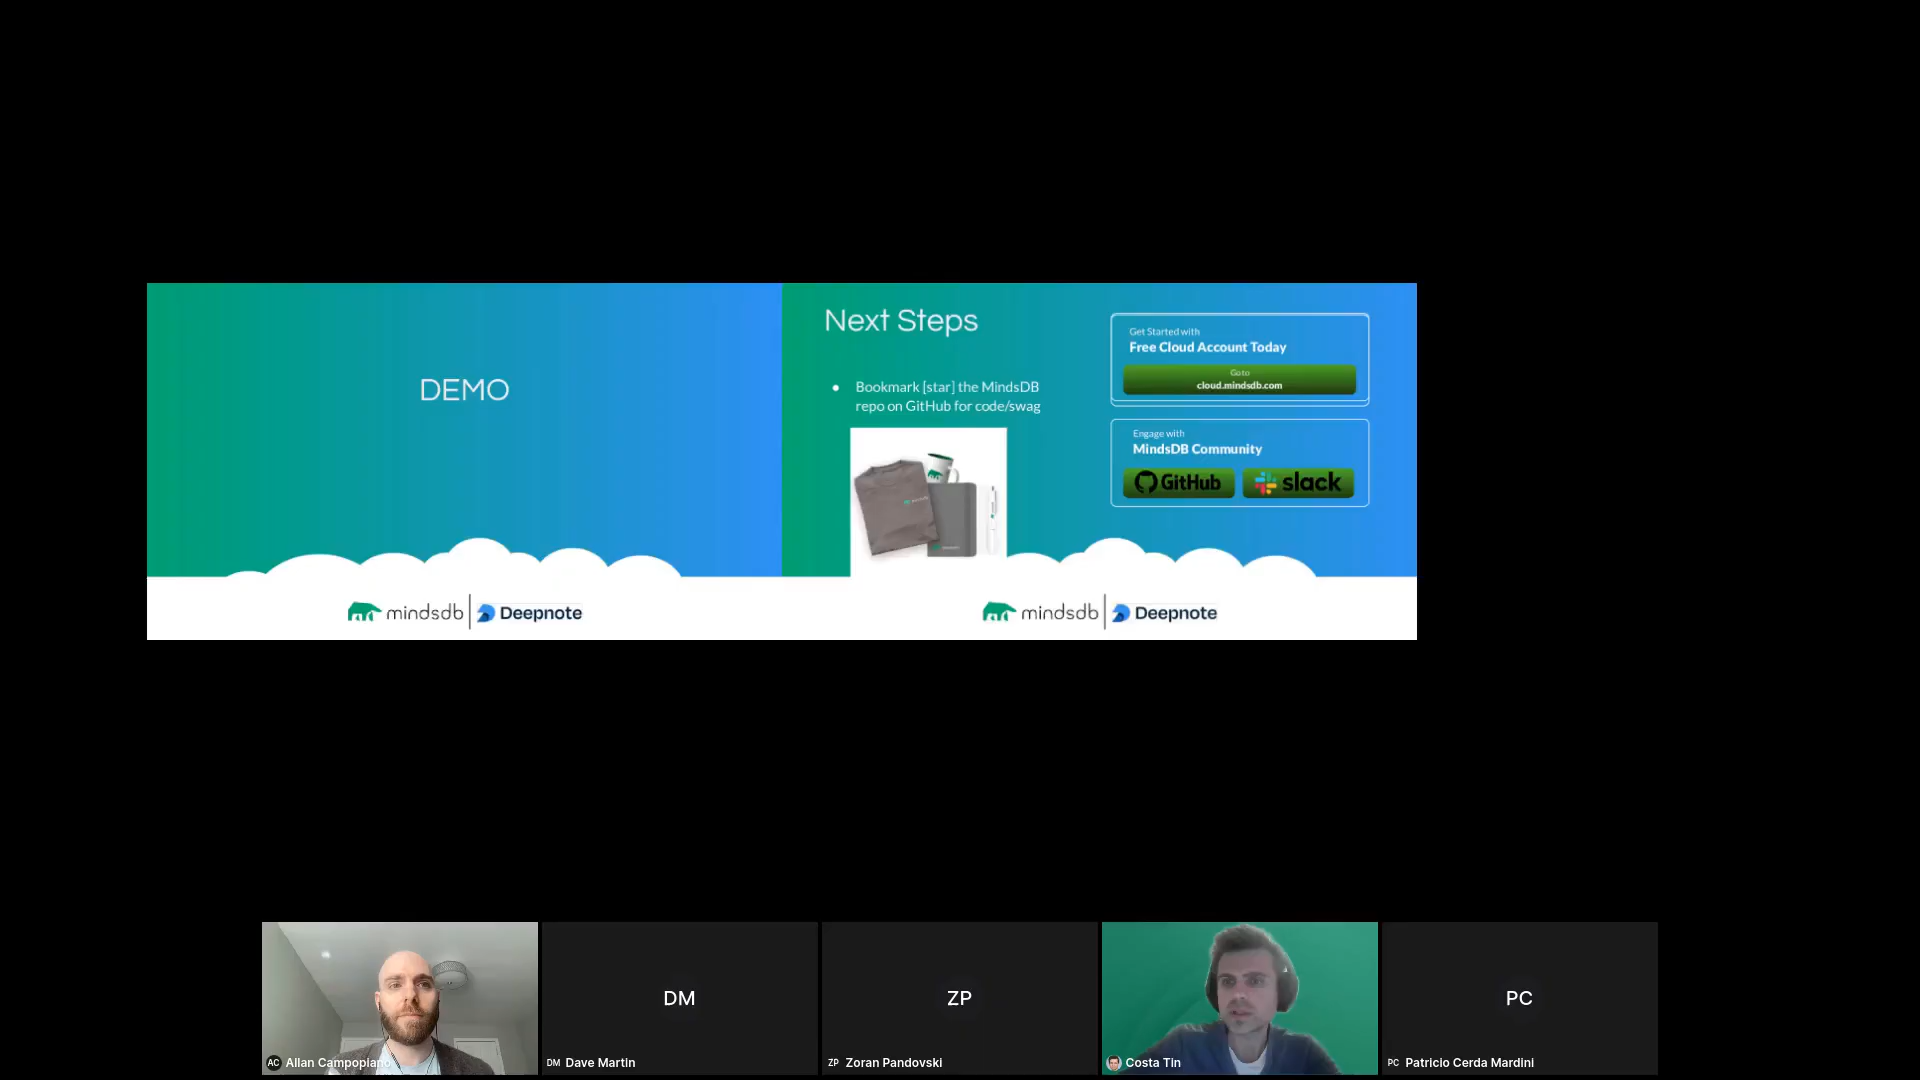 DEMO
mindsdb
Deepnote
Next Steps
Bookmark [star] the MindsDB
repo on GitHub for code/swag
Get Started with
Free Cloud Account Today
Go to
cloud.mindsdb.com
Engage with
MindsDB Community
GitHub
slack
mindsdb
Deepnote
AC Allan Campopiano
DM
DM Dave Martin
ZP
ZP Zoran Pandovski
Costa Tin
PC
PC Patricio Cerda Mardini